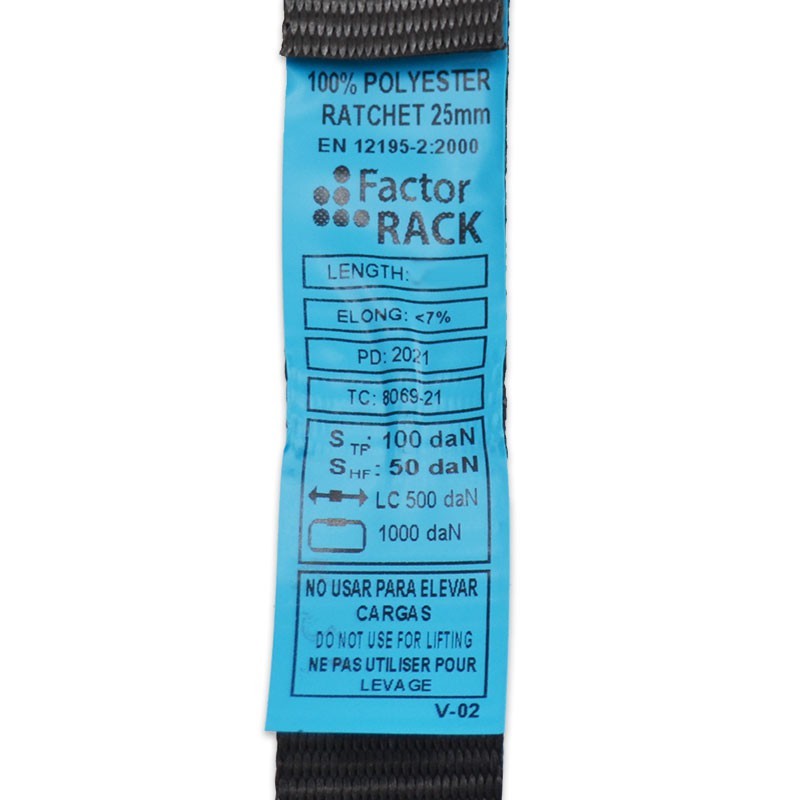 100% POLYESTER
RATCHET 25mm
EN 12195-2:2000
Factor
RACK
LENGTH:
ELONG: <7%
PD: 2021
TC: 8069-21
STF: 100 daN
SHF: 50 daN
LC 500 daN
1000 daN
NO USAR PARA ELEVAR
CARGAS
DO NOT USE FOR LIFTING
NE PAS UTILISER POUR
LEVAGE
V-02